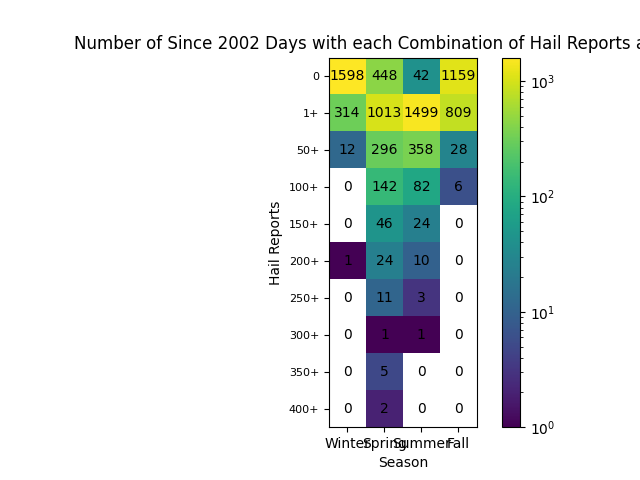 Number of Since 2002 Days with each Combination of Hail Reports a
0 1598 448 42 1159
1+ 314 1013 1499 809
50+ 12 296 358 28
100+ 0 142 82 6
150+ 0 46 24 0
200+ 1 24 10 0
250+ 0 11 3 0
300+ 0 1 1 0
350+ 0 5 0 0
400+ 0 2 0 0
Winter Spring Summer Fall
Season
Hail Reports
10³
10²
10¹
10⁰